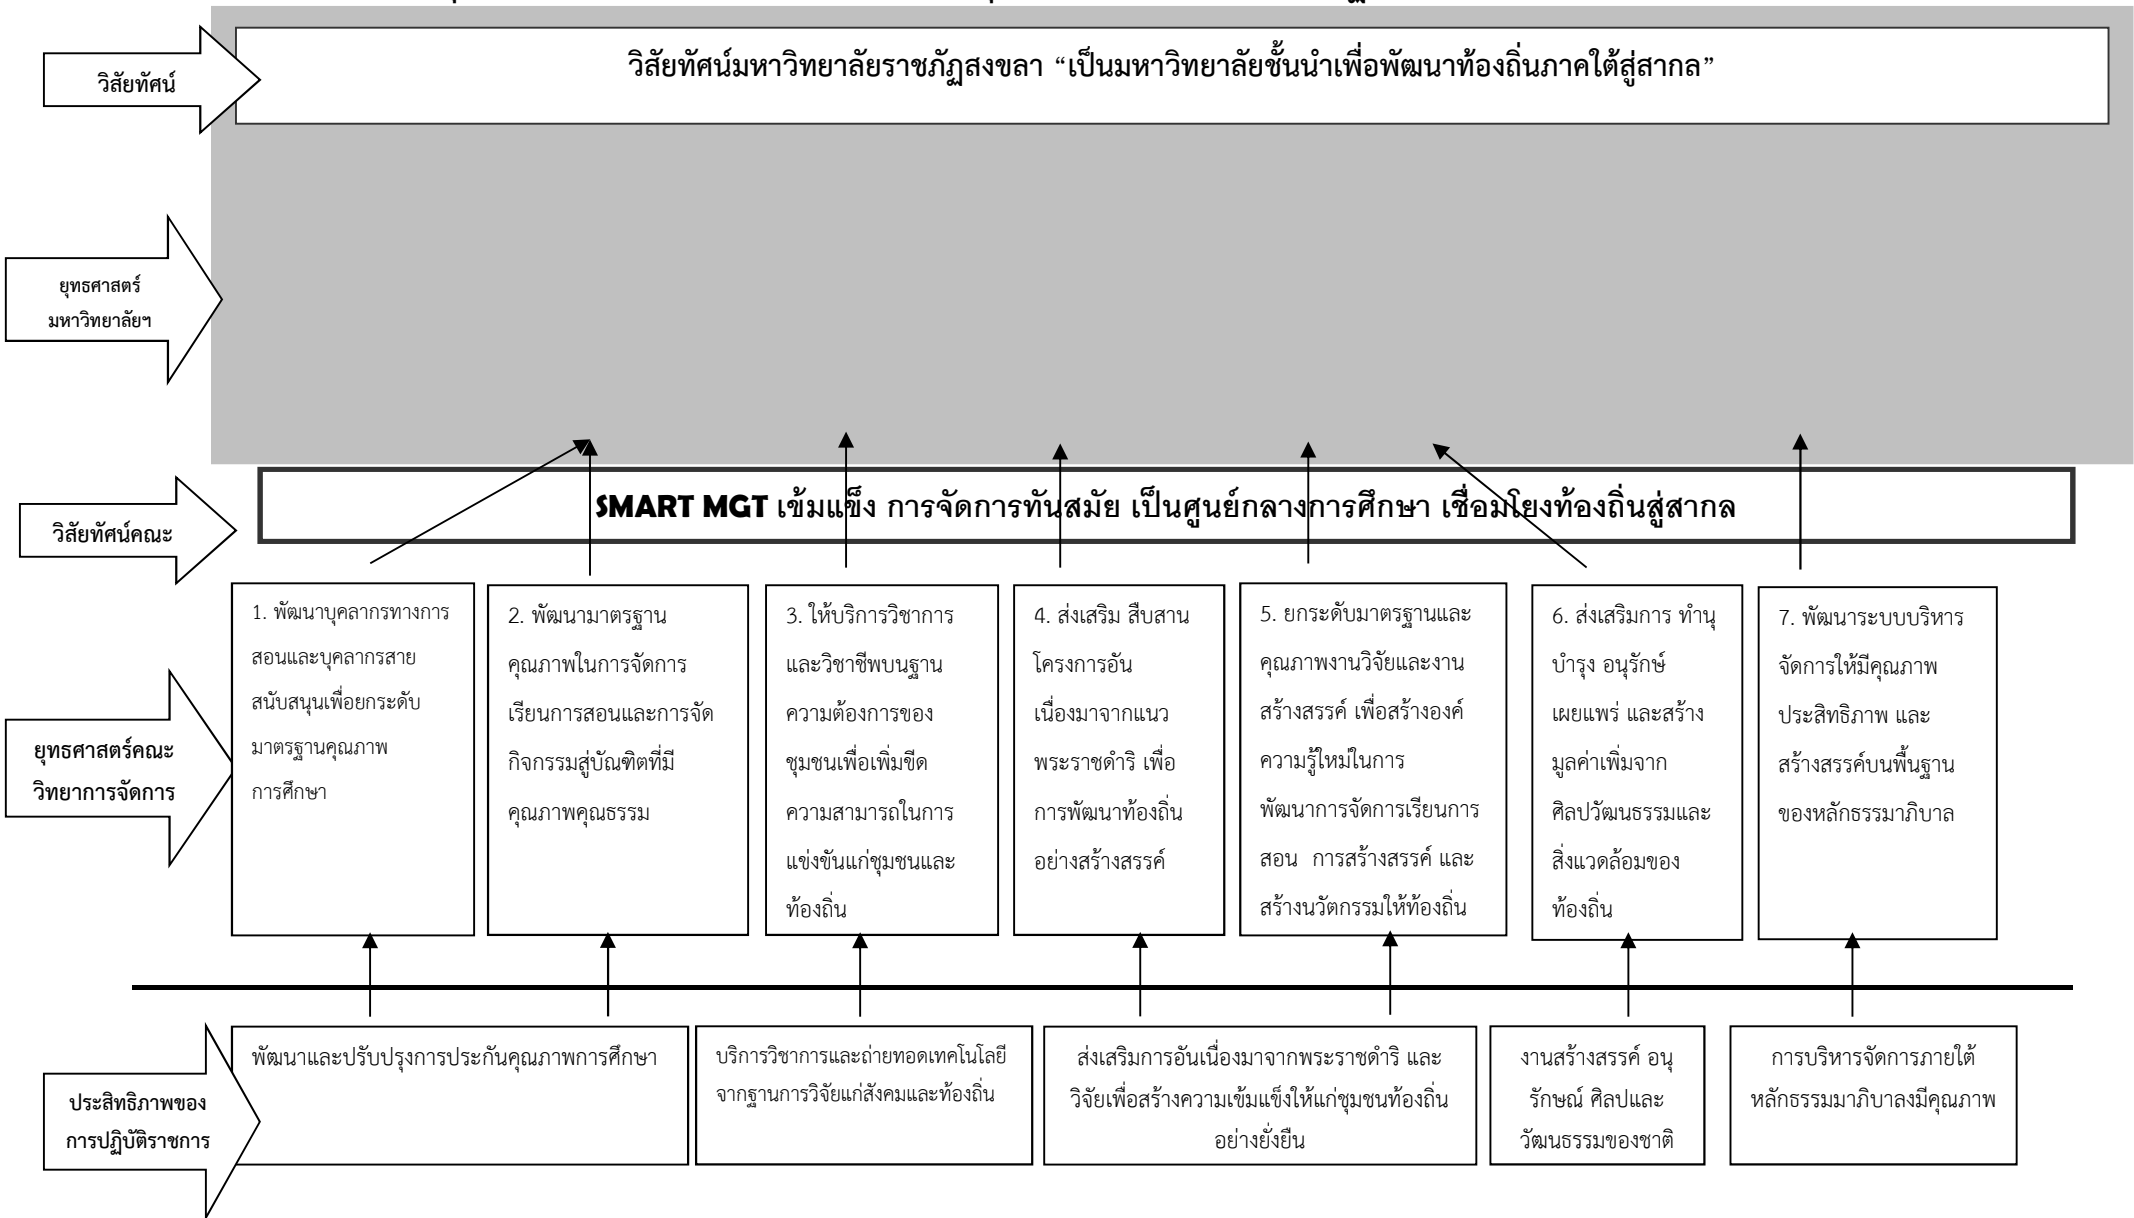 วิสัยทัศน์
วิสัยทัศน์มหาวิทยาลัยราชภัฏสงขลา “เป็นมหาวิทยาลัยชั้นนำเพื่อพัฒนาท้องถิ่นภาคใต้สู่สากล”
ยุทธศาสตร์
มหาวิทยาลัยฯ
วิสัยทัศน์คณะ
SMART MGT เข้มแข็ง การจัดการทันสมัย เป็นศูนย์กลางการศึกษา เชื่อมโยงท้องถิ่นสู่สากล
ยุทธศาสตร์คณะ
วิทยาการจัดการ
1. พัฒนาบุคลากรทางการ
สอนและบุคลากรสาย
สนับสนุนเพื่อยกระดับ
มาตรฐานคุณภาพ
การศึกษา
2. พัฒนามาตรฐาน
คุณภาพในการจัดการ
เรียนการสอนและการจัด
กิจกรรมสู่บัณฑิตที่มี
คุณภาพคุณธรรม
3. ให้บริการวิชาการ
และวิชาชีพบนฐาน
ความต้องการของ
ชุมชนเพื่อเพิ่มขีด
ความสามารถในการ
แข่งขันแก่ชุมชนและ
ท้องถิ่น
4. ส่งเสริม สืบสาน
โครงการอัน
เนื่องมาจากแนว
พระราชดำริ เพื่อ
การพัฒนาท้องถิ่น
อย่างสร้างสรรค์
5. ยกระดับมาตรฐานและ
คุณภาพงานวิจัยและงาน
สร้างสรรค์ เพื่อสร้างองค์
ความรู้ใหม่ในการ
พัฒนาการจัดการเรียนการ
สอน การสร้างสรรค์ และ
สร้างนวัตกรรมให้ท้องถิ่น
6. ส่งเสริมการ ทำนุ
บำรุง อนุรักษ์
เผยแพร่ และสร้าง
มูลค่าเพิ่มจาก
ศิลปวัฒนธรรมและ
สิ่งแวดล้อมของ
ท้องถิ่น
7. พัฒนาระบบบริหาร
จัดการให้มีคุณภาพ
ประสิทธิภาพ และ
สร้างสรรค์บนพื้นฐาน
ของหลักธรรมาภิบาล
ประสิทธิภาพของ
การปฏิบัติราชการ
พัฒนาและปรับปรุงการประกันคุณภาพการศึกษา
บริการวิชาการและถ่ายทอดเทคโนโลยี
จากฐานการวิจัยแก่สังคมและท้องถิ่น
ส่งเสริมการอันเนื่องมาจากพระราชดำริ และ
วิจัยเพื่อสร้างความเข้มแข็งให้แก่ชุมชนท้องถิ่น
อย่างยั่งยืน
งานสร้างสรรค์ อนุ
รักษณ์ ศิลปและ
วัฒนธรรมของชาติ
การบริหารจัดการภายใต้
หลักธรรมมาภิบาลงมีคุณภาพ